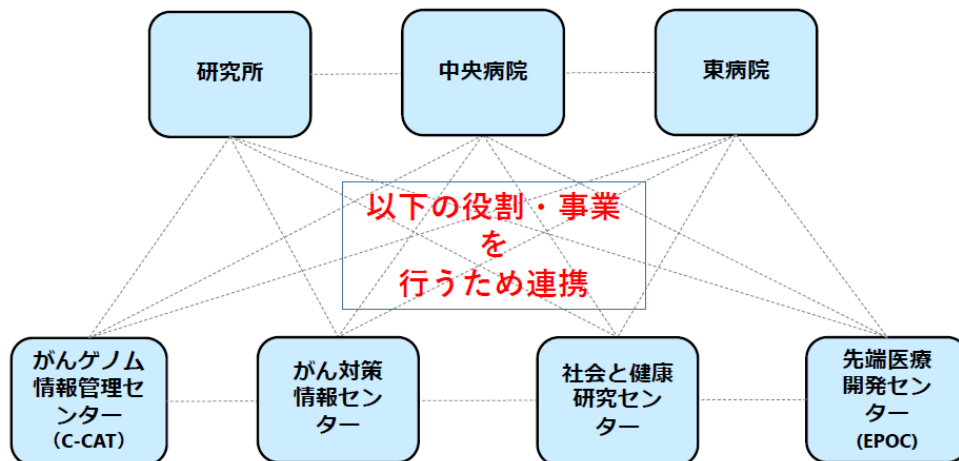 研究所
中央病院
東病院
以下の役割・事業
を
行うため連携
がんゲノム
情報管理セ
ンター
（C-CAT）
がん対策
情報セン
ター
社会と健康
研究セン
ター
先端医療
開発セン
ター
(EPOC)